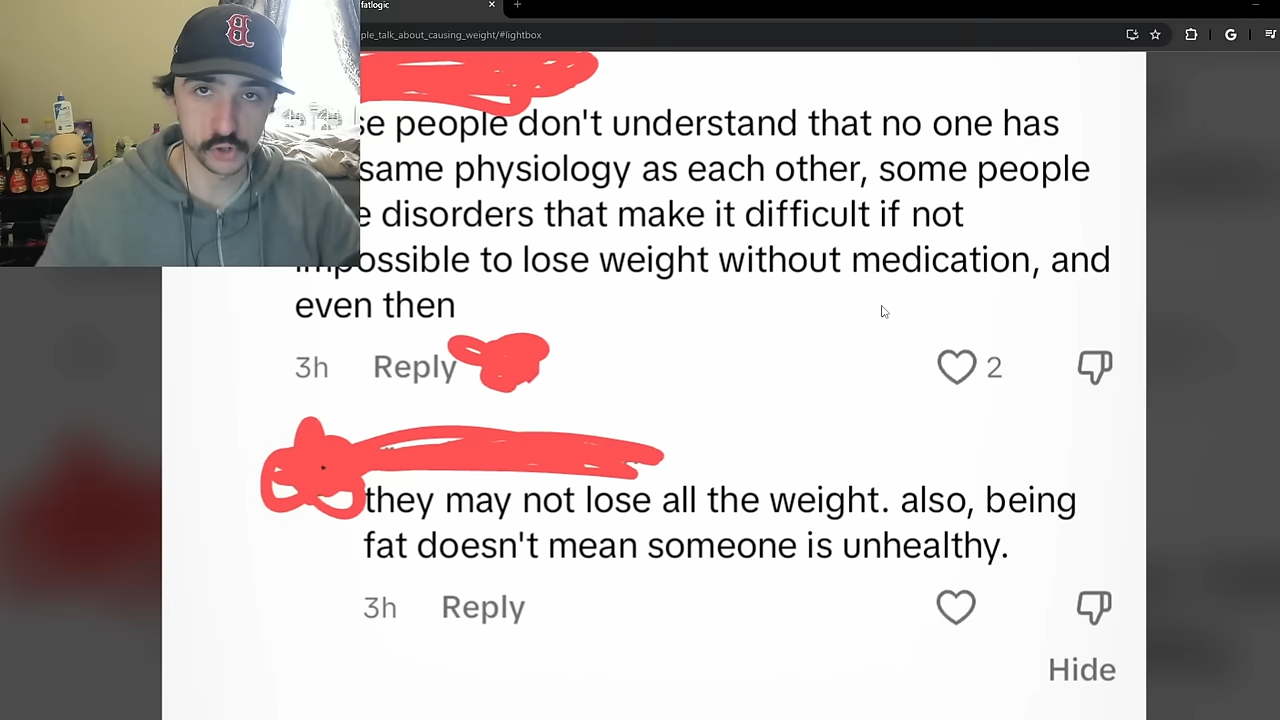 fatlogic
ple_talk_about_causing_weight/#lightbox
B
se people don't understand that no one has
same physiology as each other, some people
e disorders that make it difficult if not
impossible to lose weight without medication, and
even then
3h Reply 2
they may not lose all the weight. also, being
fat doesn't mean someone is unhealthy.
3h Reply
Hide